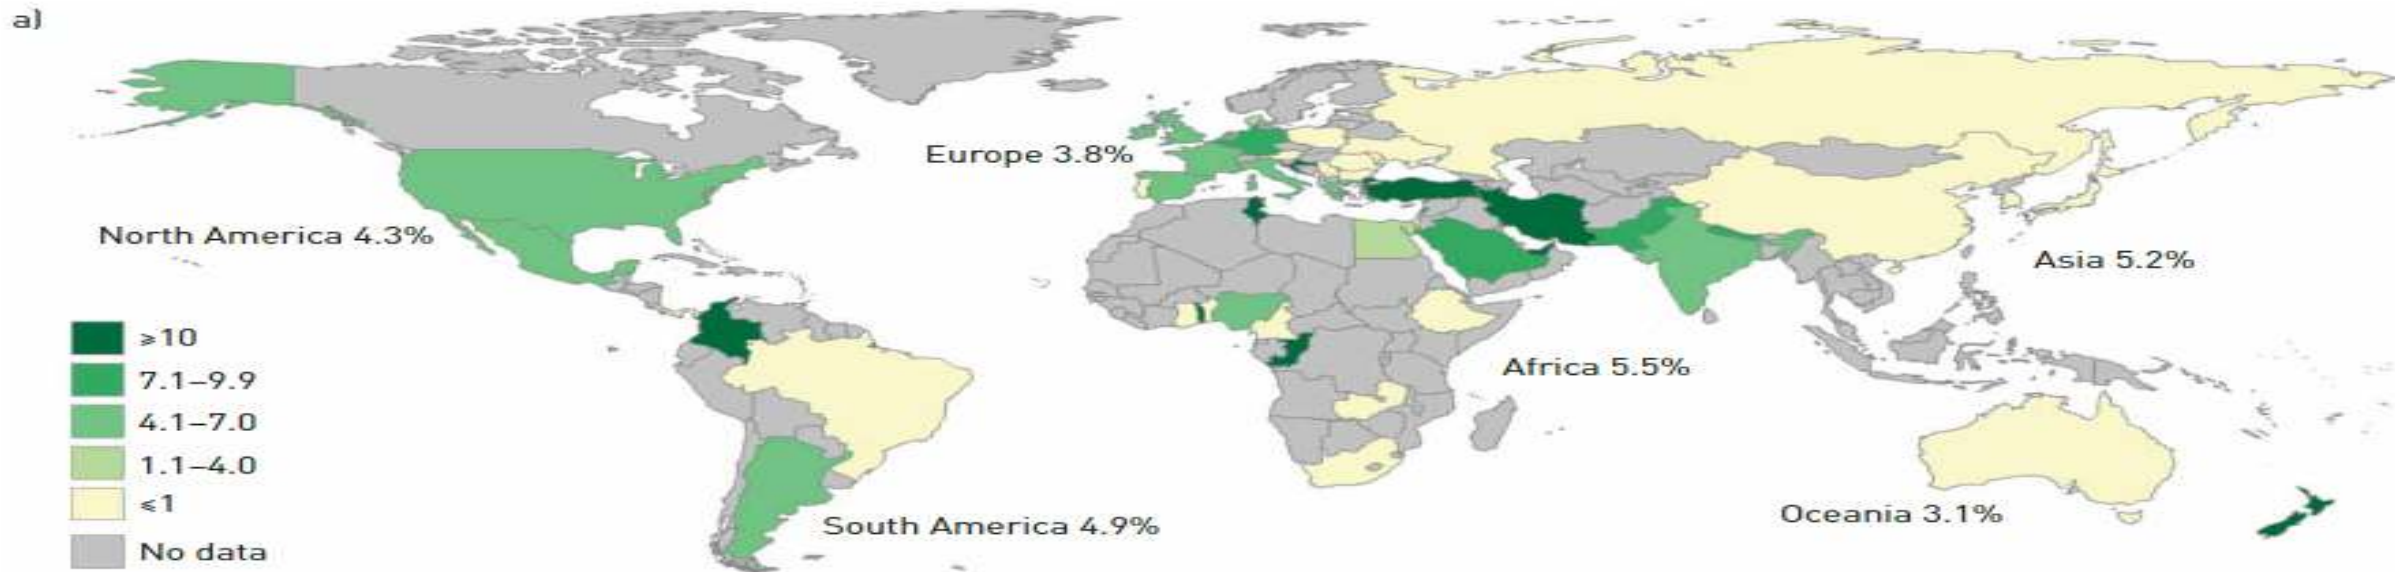 a)
Europe 3.8%
North America 4.3%
Asia 5.2%
≥10
7.1–9.9
Africa 5.5%
4.1–7.0
1.1–4.0
≤1
Oceania 3.1%
South America 4.9%
No data